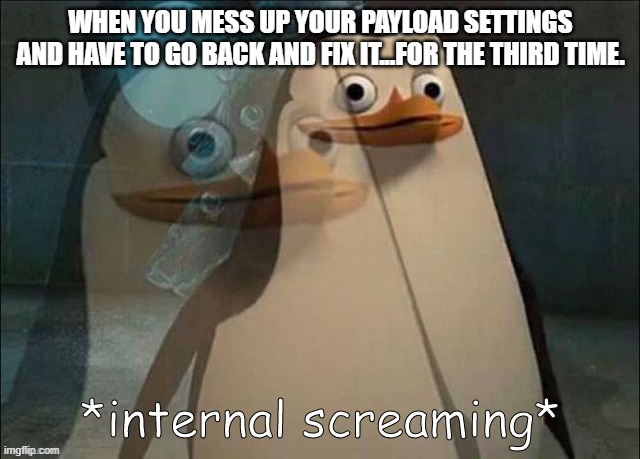 WHEN YOU MESS UP YOUR PAYLOAD SETTINGS
AND HAVE TO GO BACK AND FIX IT...FOR THE THIRD TIME.
*internal screaming*
imgflip.com